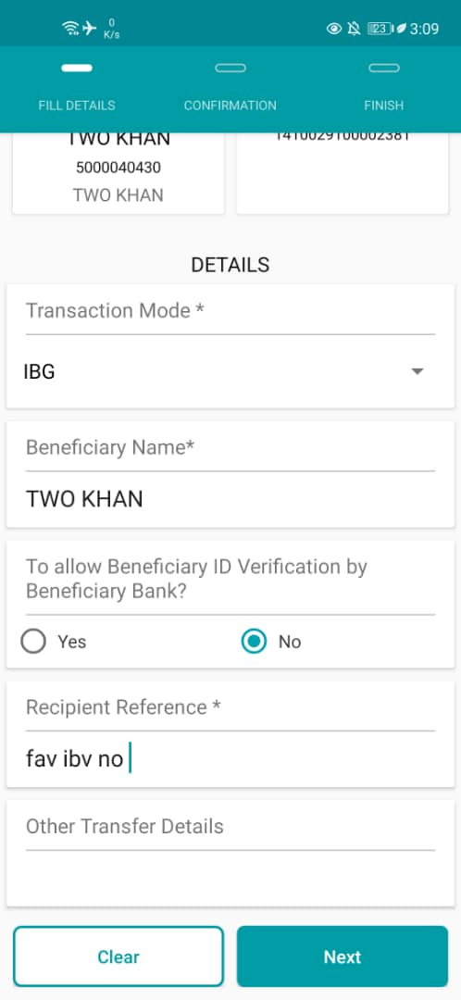 0
K/s
23
3:09
FILL DETAILS
CONFIRMATION
FINISH
TWO KHAN
5000040430
TWO KHAN
1410029100002381
DETAILS
Transaction Mode *
IBG
Beneficiary Name*
TWO KHAN
To allow Beneficiary ID Verification by
Beneficiary Bank?
Yes
No
Recipient Reference *
fav ibv no
Other Transfer Details
Clear
Next